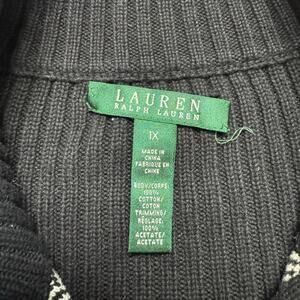 LAUREN
RALPH LAUREN
1X
MADE IN
CHINA
FABRIQUE EN
CHINE
BODY/CORPS:
100%
COTTON/
COTON
TRIMMING/
RÉGLAGE:
100%
ACETATE/
ACETATE